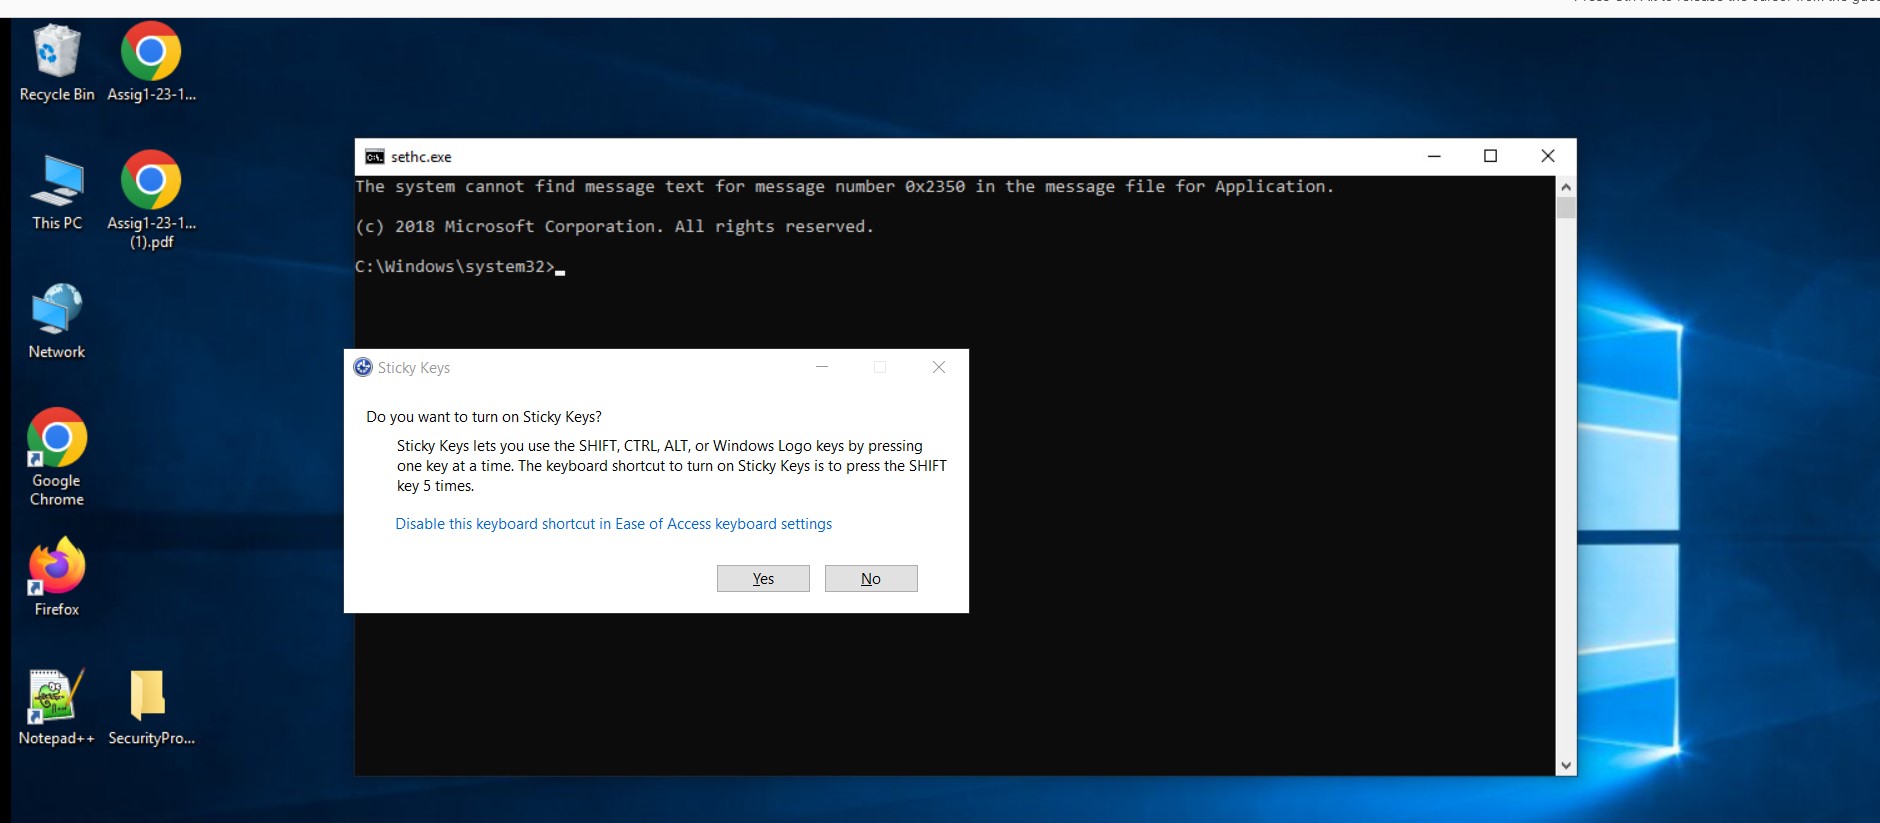 Recycle Bin
Assig1-23-1...
This PC
Assig1-23-1...
(1).pdf
Network
Google
Chrome
Firefox
Notepad++
SecurityPro...
sethc.exe
The system cannot find message text for message number 0x2350 in the message file for Application.
(c) 2018 Microsoft Corporation. All rights reserved.
C:\Windows\system32>
Sticky Keys
Do you want to turn on Sticky Keys?
Sticky Keys lets you use the SHIFT, CTRL, ALT, or Windows Logo keys by pressing
one key at a time. The keyboard shortcut to turn on Sticky Keys is to press the SHIFT
key 5 times.
Disable this keyboard shortcut in Ease of Access keyboard settings
Yes
No